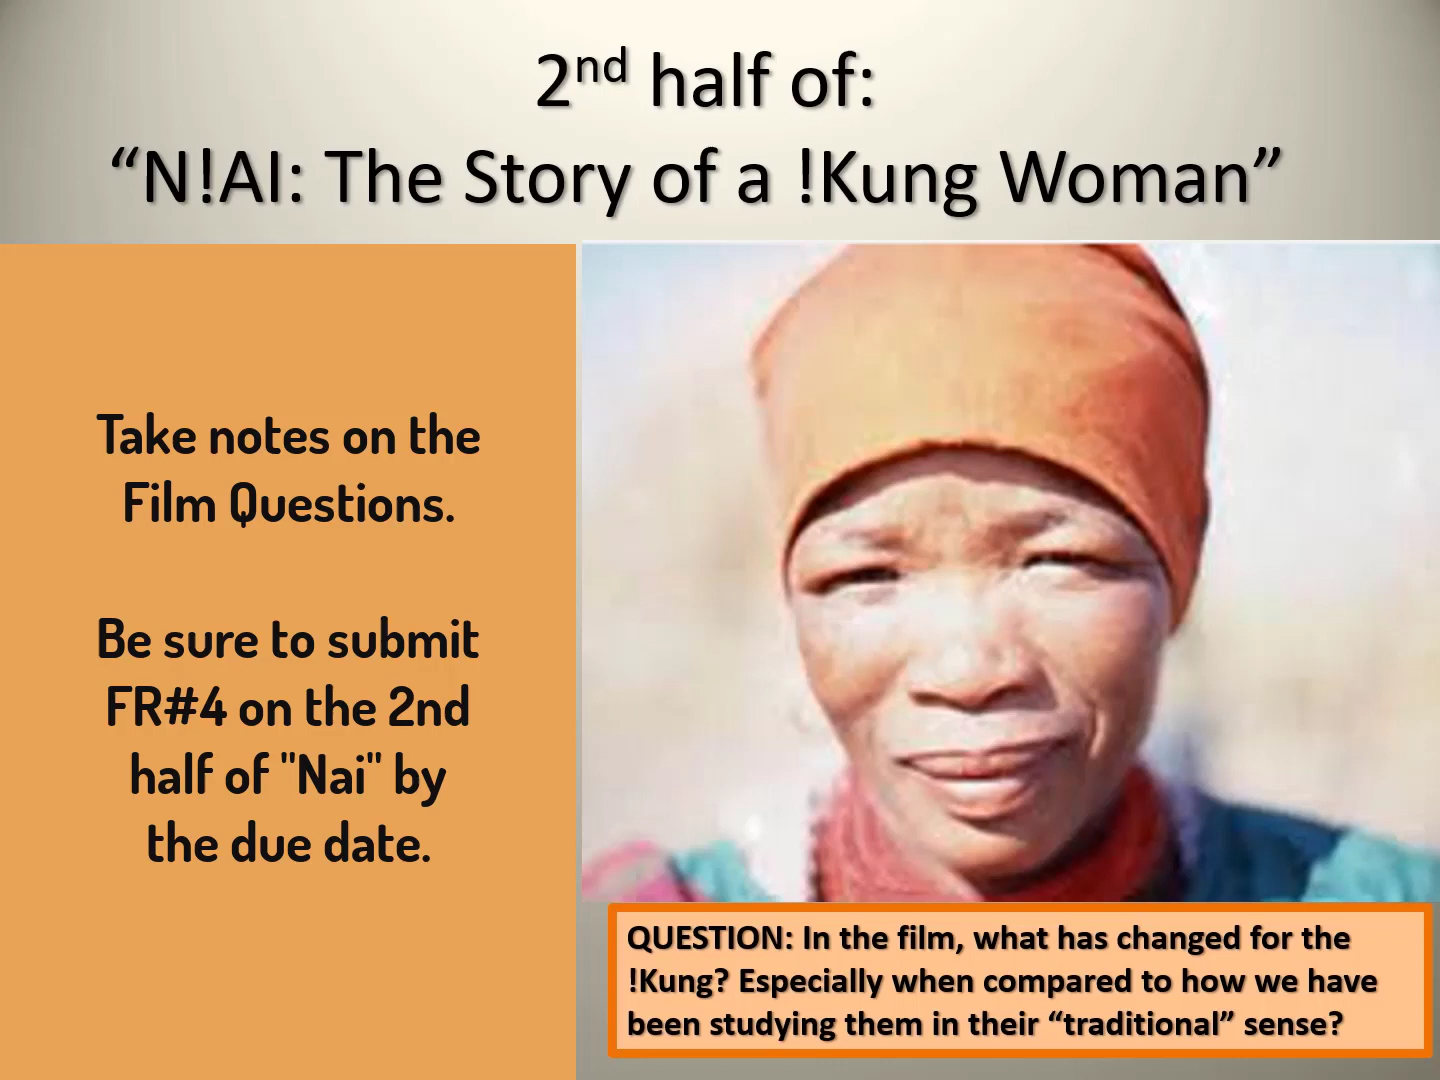 2nd half of:
“N!AI: The Story of a !Kung Woman”
Take notes on the
Film Questions.
Be sure to submit
FR#4 on the 2nd
half of "Nai" by
the due date.
QUESTION: In the film, what has changed for the
!Kung? Especially when compared to how we have
been studying them in their “traditional” sense?